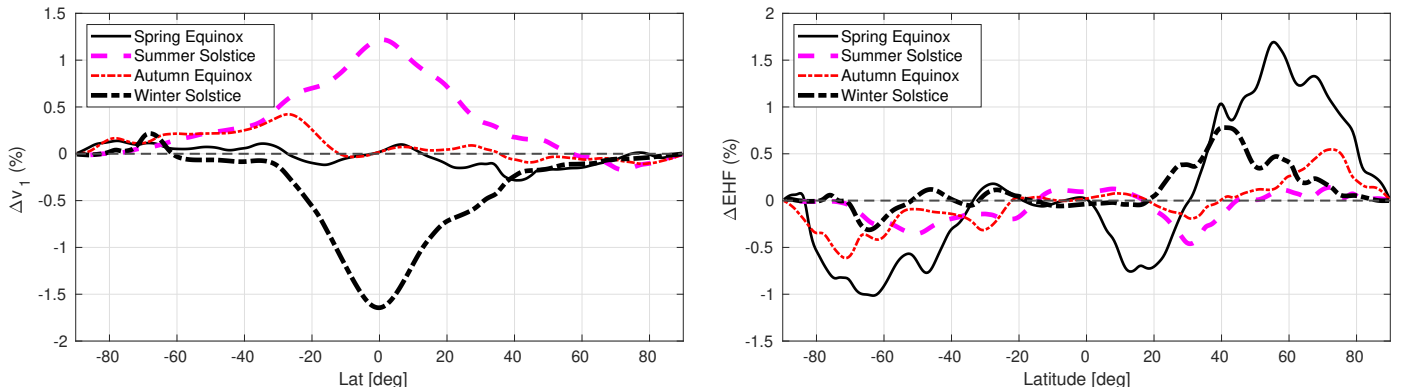 1.5
1
0.5
0
-0.5
-1
-1.5
-2
Δv1 (%)
Spring Equinox
Summer Solstice
Autumn Equinox
Winter Solstice
-80 -60 -40 -20 0 20 40 60 80
Lat [deg]
2
1.5
1
0.5
0
-0.5
-1
-1.5
ΔEHF (%)
Spring Equinox
Summer Solstice
Autumn Equinox
Winter Solstice
-80 -60 -40 -20 0 20 40 60 80
Latitude [deg]